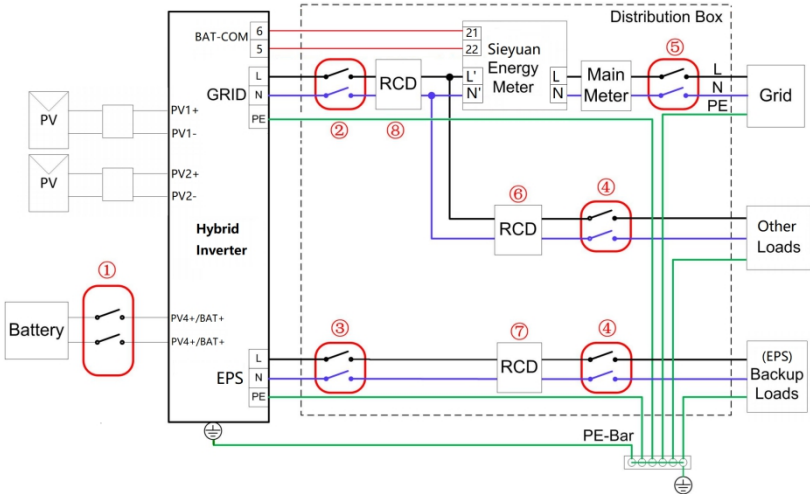 Distribution Box
BAT-COM
6
5
21
22
Sieyuan
Energy
Meter
L'
N'
L
N
Main
Meter
⑤
L
N
PE
Grid
GRID
L
N
PE
②
RCD
⑧
PV
PV1+
PV1-
PV
PV2+
PV2-
Hybrid
Inverter
⑥
RCD
④
Other
Loads
①
Battery
PV4+/BAT+
PV4+/BAT+
EPS
L
N
PE
③
⑦
RCD
④
(EPS)
Backup
Loads
PE-Bar